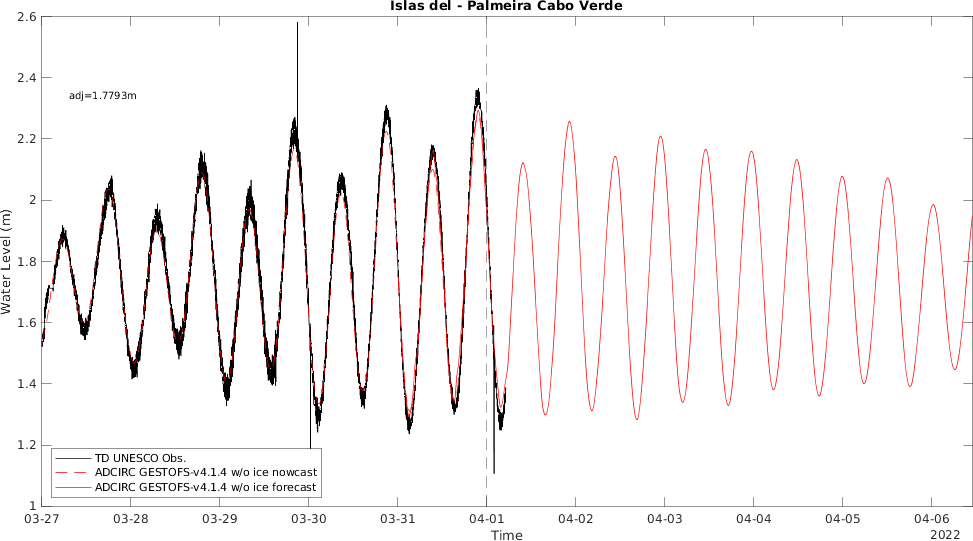 Islas del - Palmeira Cabo Verde
2.6
2.4
2.2
2
1.8
1.6
1.4
1.2
1
Water Level (m)
adj=1.7793m
TD UNESCO Obs.
ADCIRC GESTOFS-v4.1.4 w/o ice nowcast
ADCIRC GESTOFS-v4.1.4 w/o ice forecast
03-27 03-28 03-29 03-30 03-31 04-01 04-02 04-03 04-04 04-05 04-06
Time 2022